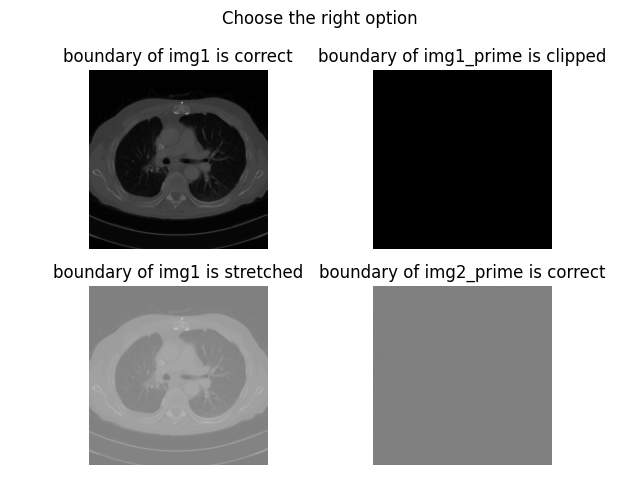 Choose the right option
boundary of img1 is correct
boundary of img1_prime is clipped
boundary of img1 is stretched
boundary of img2_prime is correct